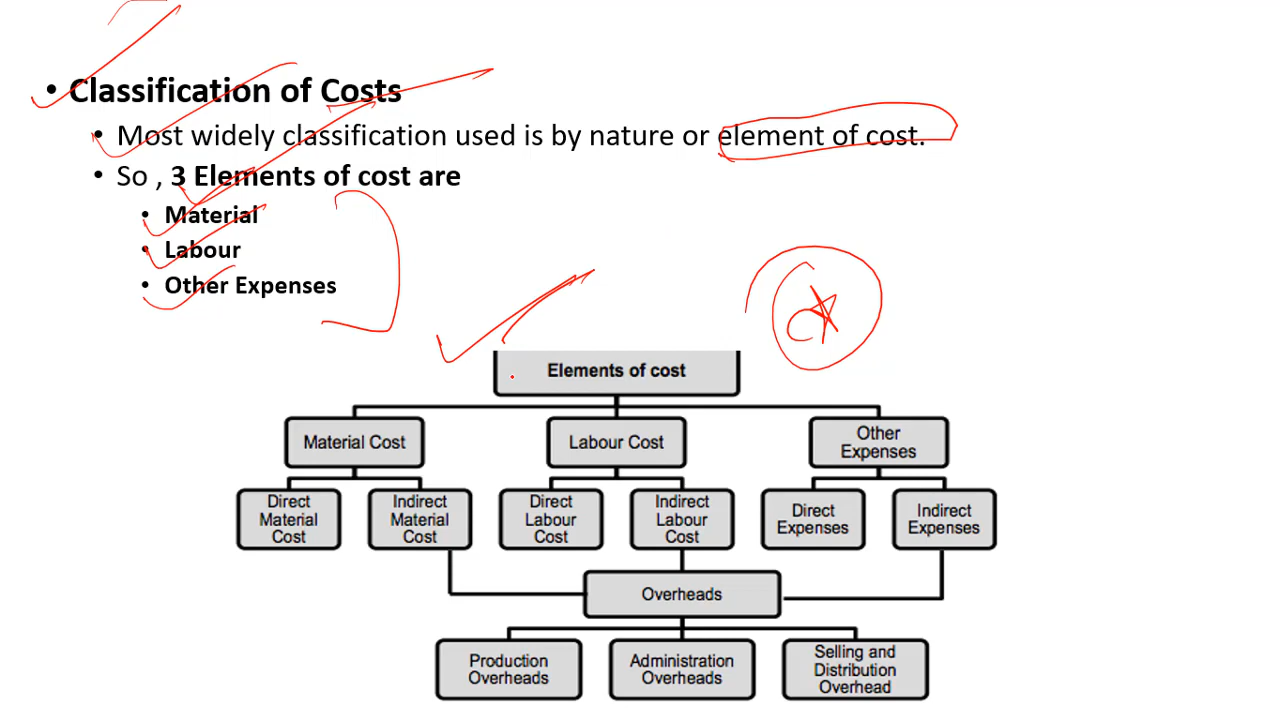 • Classification of Costs
• Most widely classification used is by nature or element of cost.
• So , 3 Elements of cost are
• Material
• Labour
• Other Expenses
Elements of cost
Material Cost
Labour Cost
Other
Expenses
Direct
Material
Cost
Indirect
Material
Cost
Direct
Labour
Cost
Indirect
Labour
Cost
Direct
Expenses
Indirect
Expenses
Overheads
Production
Overheads
Administration
Overheads
Selling and
Distribution
Overhead